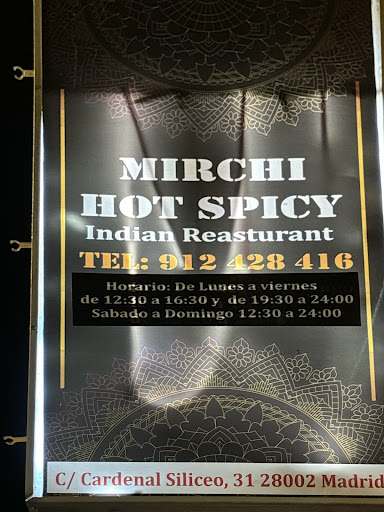 MIRCHI
HOT SPICY
Indian Reasturant
TEL: 912 428 416
Horario: De Lunes a viernes
de 12:30 a 16:30 y de 19:30 a 24:00
Sabado a Domingo 12:30 a 24:00
C/ Cardenal Siliceo, 31 28002 Madrid